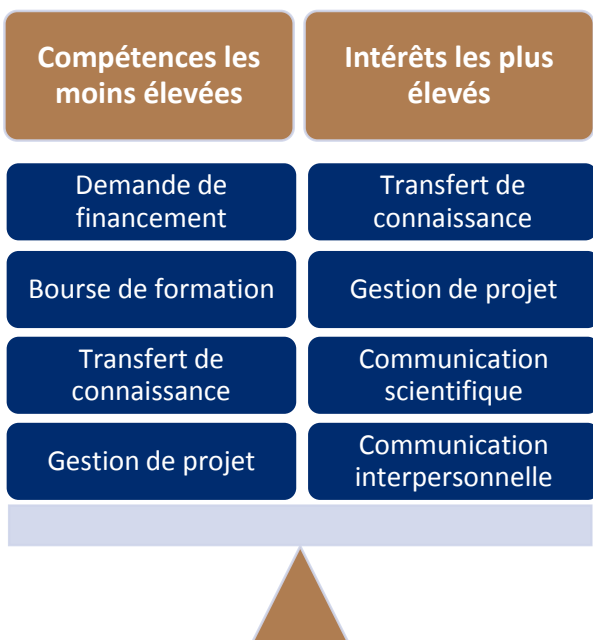 Compétences les
moins élevées
Intérêts les plus
élevés
Demande de
financement
Transfert de
connaissance
Bourse de formation
Gestion de projet
Transfert de
connaissance
Communication
scientifique
Gestion de projet
Communication
interpersonnelle